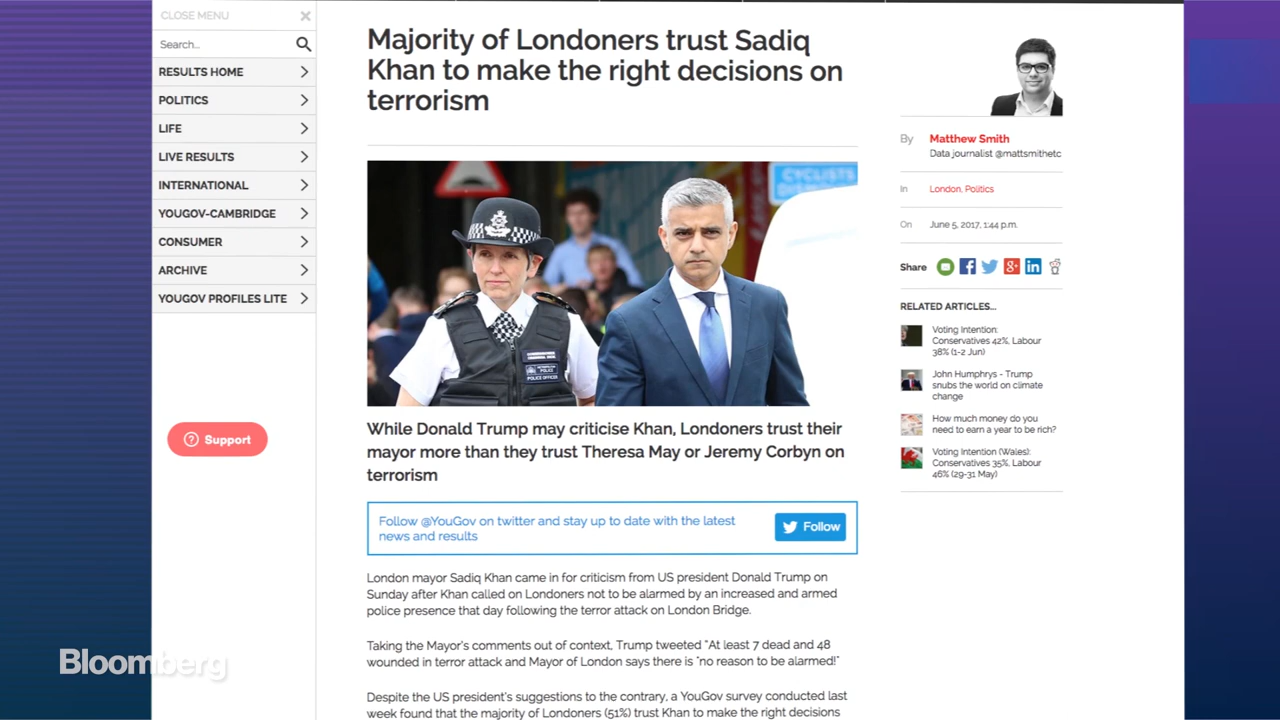 CLOSE MENU
Search...
RESULTS HOME
POLITICS
LIFE
LIVE RESULTS
INTERNATIONAL
YOUGOV-CAMBRIDGE
CONSUMER
ARCHIVE
YOUGOV PROFILES LITE
Support
Majority of Londoners trust Sadiq
Khan to make the right decisions on
terrorism
CYCLISTS
METROPOLITAN
POLICE
POLICE OFFICER
While Donald Trump may criticise Khan, Londoners trust their
mayor more than they trust Theresa May or Jeremy Corbyn on
terrorism
Follow @YouGov on twitter and stay up to date with the latest
news and results
Follow
London mayor Sadiq Khan came in for criticism from US president Donald Trump on
Sunday after Khan called on Londoners not to be alarmed by an increased and armed
police presence that day following the terror attack on London Bridge.
Taking the Mayor's comments out of context, Trump tweeted "At least 7 dead and 48
wounded in terror attack and Mayor of London says there is "no reason to be alarmed!"
Despite the US president's suggestions to the contrary, a YouGov survey conducted last
week found that the majority of Londoners (51%) trust Khan to make the right decisions
By Matthew Smith
Data journalist @mattsmithetc
In London, Politics
On June 5, 2017, 1:44 p.m.
Share
RELATED ARTICLES...
Voting Intention:
Conservatives 42%, Labour
38% (1-2 Jun)
John Humphrys - Trump
snubs the world on climate
change
How much money do you
need to earn a year to be rich?
Voting Intention (Wales):
Conservatives 35%, Labour
46% (29-31 May)
Bloomberg